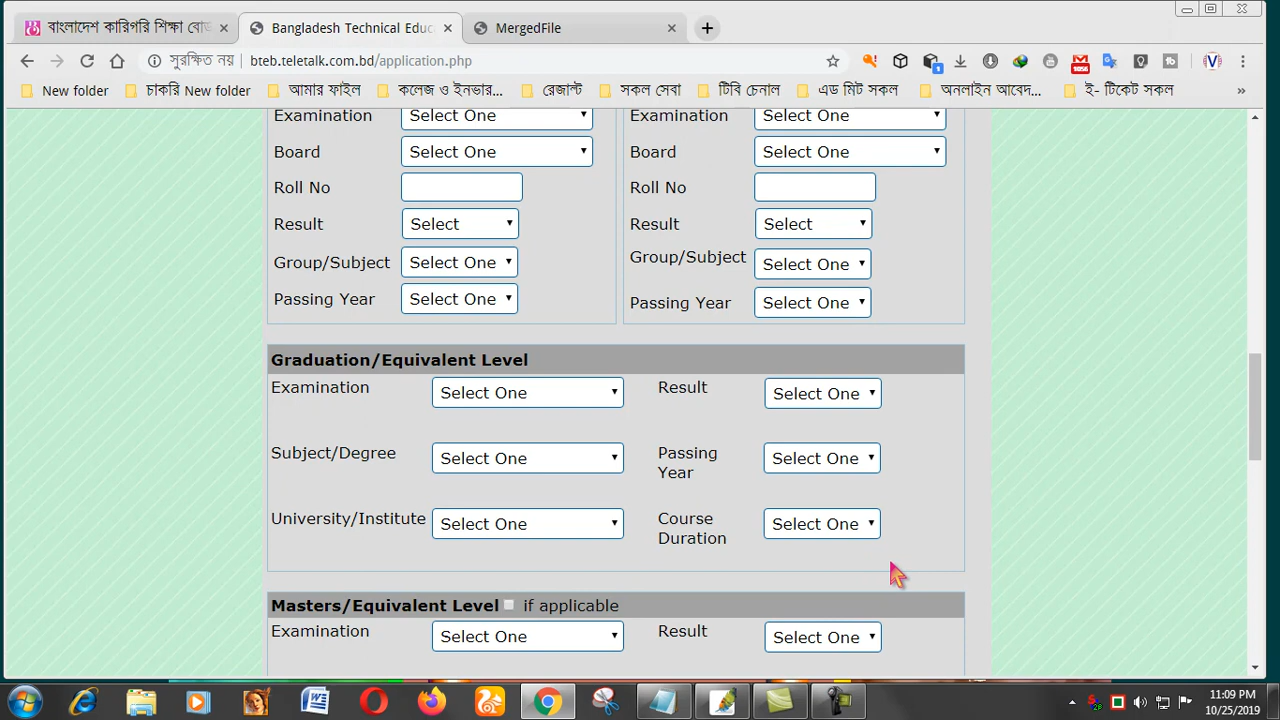 বাংলাদেশ কারিগরি শিক্ষা বোর্ড
Bangladesh Technical Educ
MergedFile
সুরক্ষিত নয়
bteb.teletalk.com.bd/application.php
1056
1
V
New folder
চাকরি New folder
আমার ফাইল
কলেজ ও ইনভার...
রেজাল্ট
সকল সেবা
টিবি চেনাল
এড মিট সকল
অনলাইন আবেদ...
ই- টিকেট সকল
»
Examination Select One Examination Select One
Board Select One Board Select One
Roll No Roll No
Result Select Result Select
Group/Subject Select One Group/Subject Select One
Passing Year Select One Passing Year Select One
Graduation/Equivalent Level
Examination Select One Result Select One
Subject/Degree Select One Passing Year Select One
University/Institute Select One Course Duration Select One
Masters/Equivalent Level if applicable
Examination Select One Result Select One
28
11:09 PM
10/25/2019